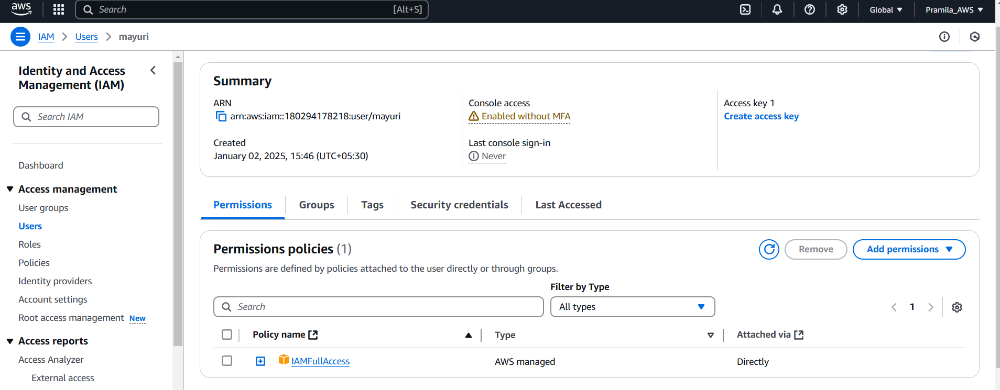 aws
Search
[Alt+S]
Global
Pramila_AWS
IAM
Users
mayuri
Identity and Access
Management (IAM)
Search IAM
Dashboard
Access management
User groups
Users
Roles
Policies
Identity providers
Account settings
Root access management New
Access reports
Access Analyzer
External access
Summary
ARN
arn:aws:iam::180294178218:user/mayuri
Created
January 02, 2025, 15:46 (UTC+05:30)
Console access
Enabled without MFA
Last console sign-in
Never
Access key 1
Create access key
Permissions
Groups
Tags
Security credentials
Last Accessed
Permissions policies (1)
Remove
Add permissions
Permissions are defined by policies attached to the user directly or through groups.
Filter by Type
Search
All types
1
Policy name
Type
Attached via
IAMFullAccess
AWS managed
Directly